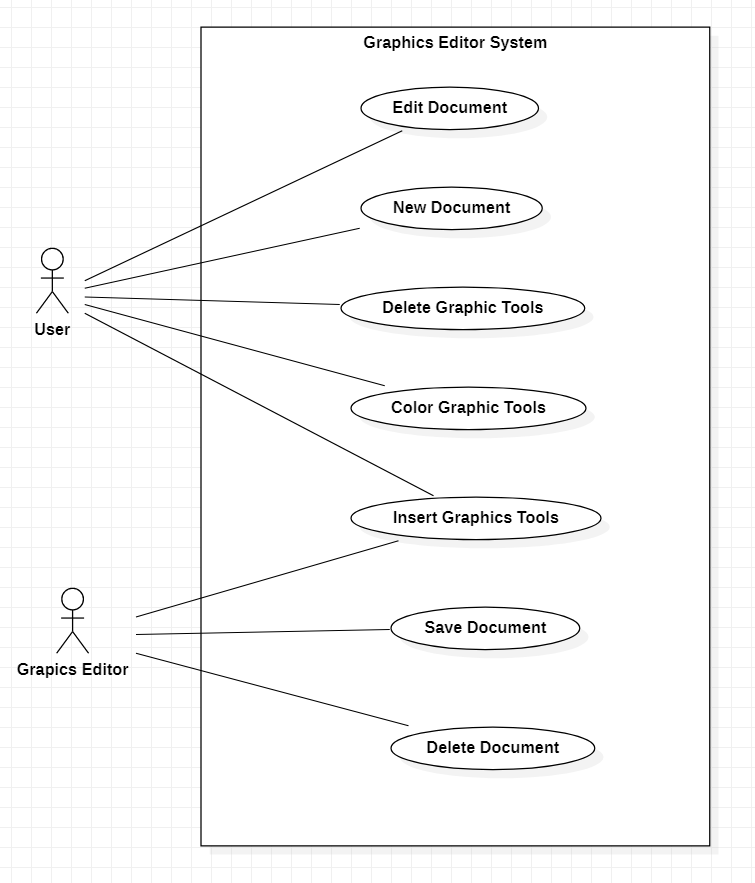 Graphics Editor System
Edit Document
New Document
Delete Graphic Tools
User
Color Graphic Tools
Insert Graphics Tools
Save Document
Grapics Editor
Delete Document